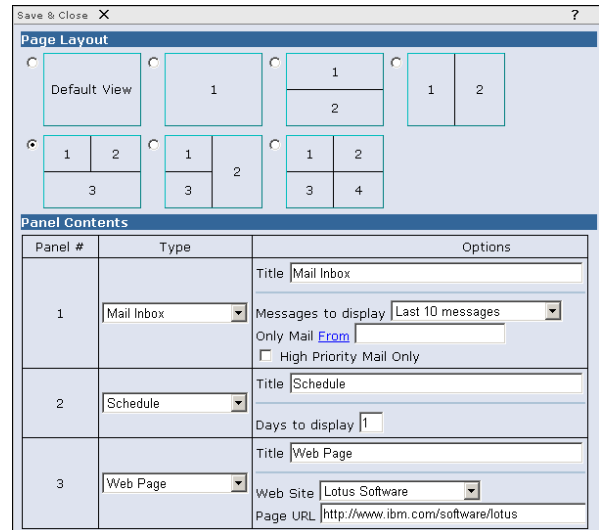 Save & Close X ?
Page Layout
Default View
1
1
2
1 2
1 2
3
1
2
3
1 2
3 4
Panel Contents
Panel # Type Options
1
Mail Inbox
Title Mail Inbox
Messages to display Last 10 messages
Only Mail From
High Priority Mail Only
2
Schedule
Title Schedule
Days to display 1
3
Web Page
Title Web Page
Web Site Lotus Software
Page URL http://www.ibm.com/software/lotus